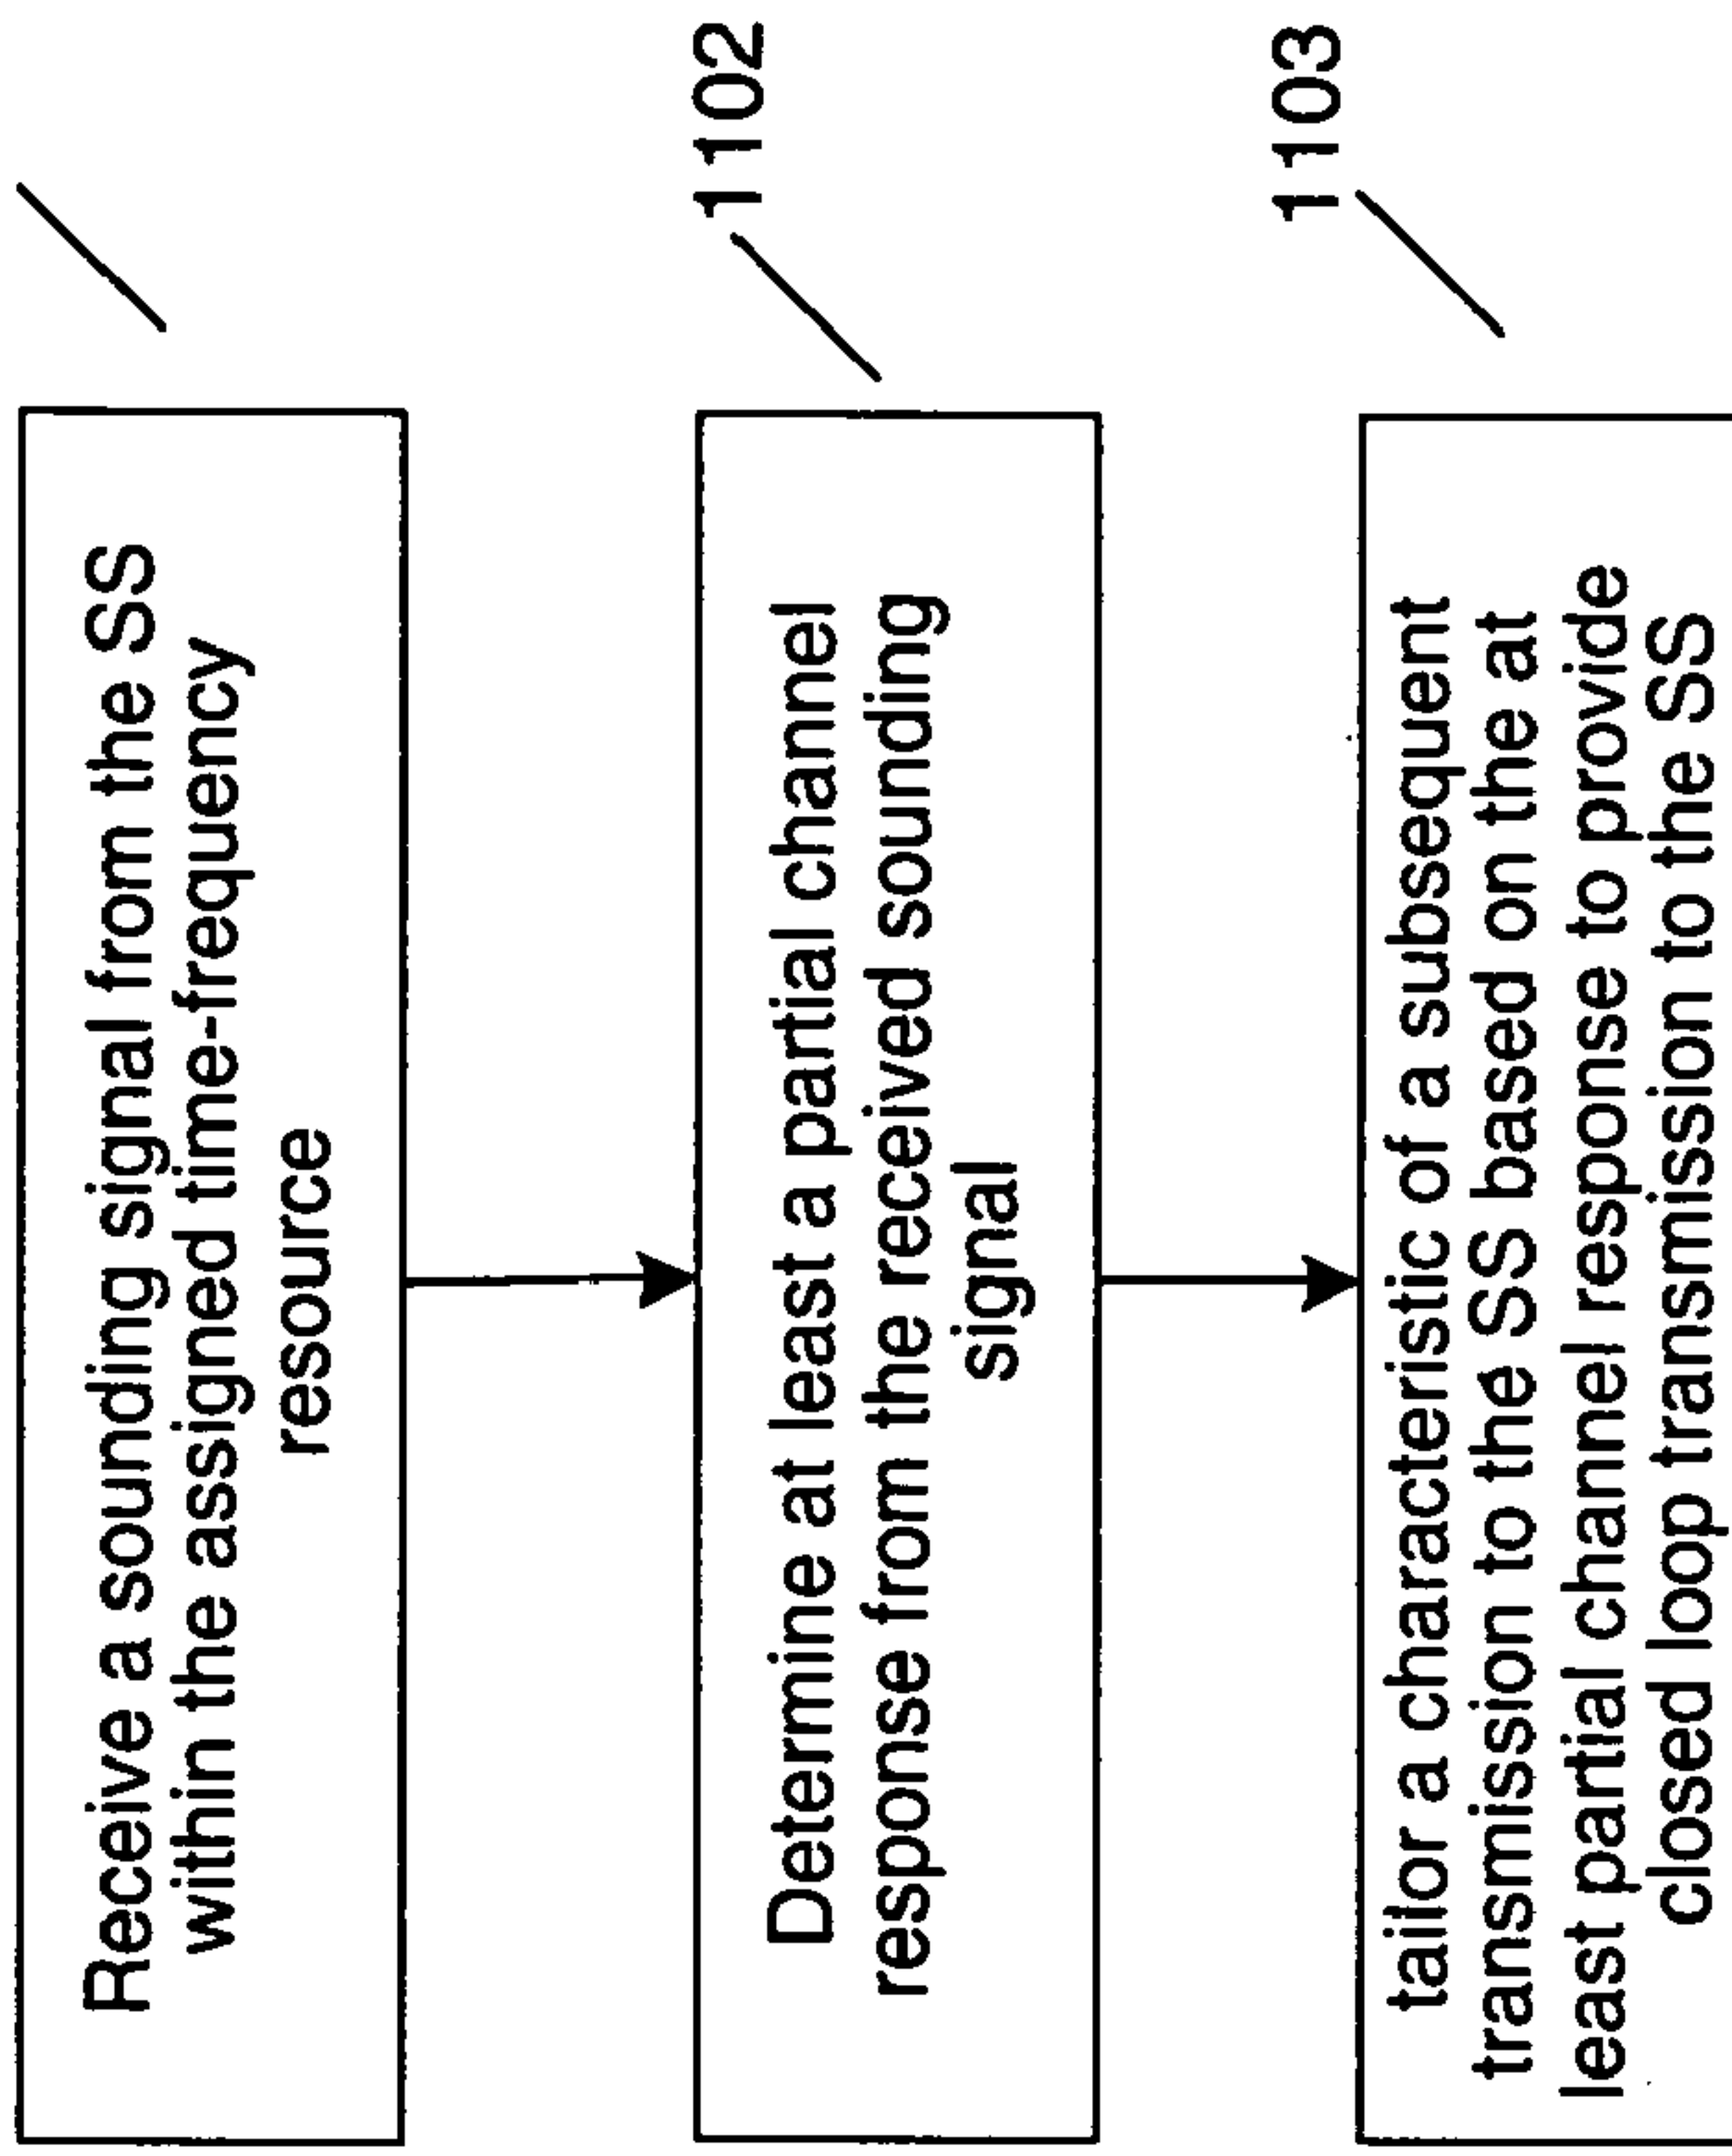 Receive a sounding signal from the SS
within the assigned time-frequency
resource
1102
Determine at least a partial channel
response from the received sounding
signal
1103
tailor a characteristic of a subsequent
transmission to the SS based on the at
least partial channel response to provide
closed loop transmission to the SS